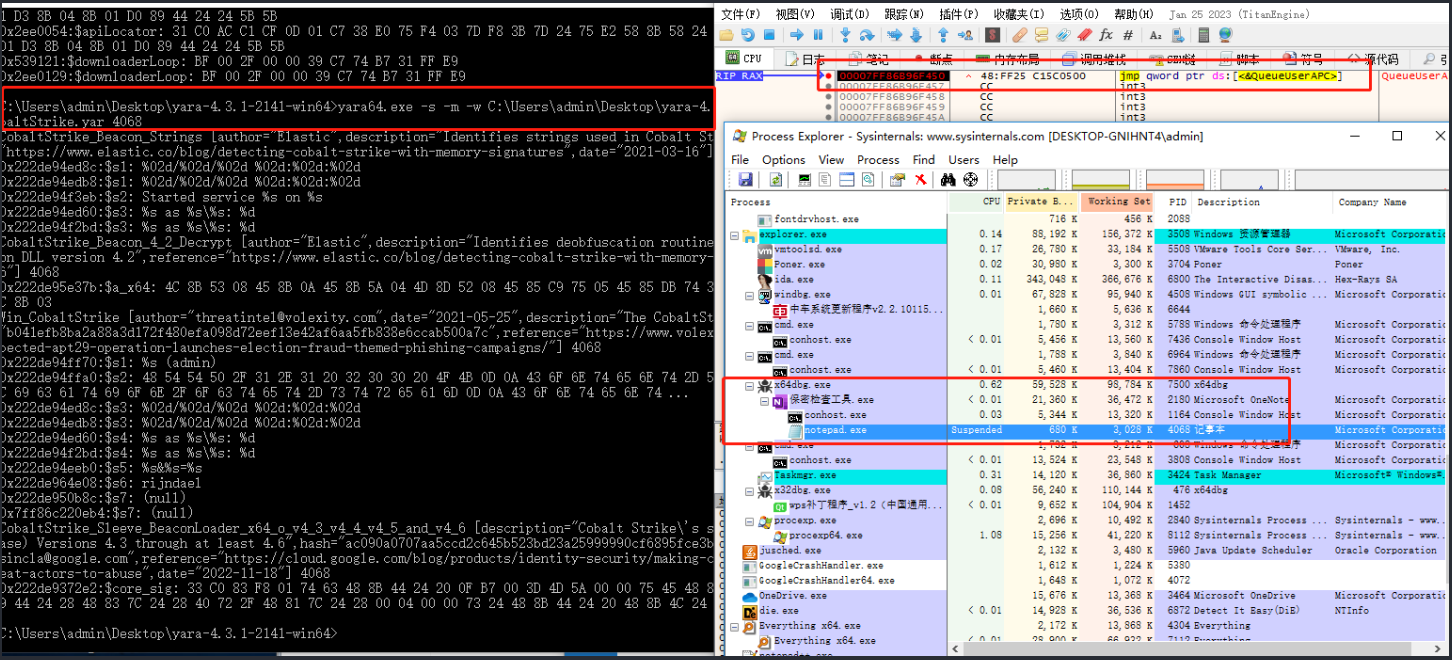 1 D3 8B 04 8B 01 D0 89 44 24 24 5B 5B
0x2ee0054:$apiLocator: 31 C0 AC C1 CF 0D 01 C7 38 E0 75 F4 03 7D F8 3B 7D 24 75 E2 58 8B 58 24
01 D3 8B 04 8B 01 D0 89 44 24 24 5B 5B
0x539121:$downloaderLoop: BF 00 2F 00 00 39 C7 74 B7 31 FF E9
0x2ee0129:$downloaderLoop: BF 00 2F 00 00 39 C7 74 B7 31 FF E9
C:\Users\admin\Desktop\yara-4.3.1-2141-win64>yara64.exe -s -m -w C:\Users\admin\Desktop\yara-4.
baltStrike.yar 4068
CobaltStrike_Beacon_Strings [author="Elastic",description="Identifies strings used in Cobalt St
"https://www.elastic.co/blog/detecting-cobalt-strike-with-memory-signatures",date="2021-03-16"]
0x222de94ed8c:$s1: %02d/%02d/%02d %02d:%02d:%02d
0x222de94edb8:$s1: %02d/%02d/%02d %02d:%02d:%02d
0x222de94f3eb:$s2: Started service %s on %s
0x222de94ed60:$s3: %s as %s\%s: %d
0x222de94f2bd:$s3: %s as %s\%s: %d
CobaltStrike_Beacon_4_2_Decrypt [author="Elastic",description="Identifies deobfuscation routine
on DLL version 4.2",reference="https://www.elastic.co/blog/detecting-cobalt-strike-with-memory-
6"] 4068
0x222de95e37b:$a_x64: 4C 8B 53 08 45 8B 0A 45 8B 5A 04 4D 8D 52 08 45 85 C9 75 05 45 85 DB 74 3
C 8B 03
Win_CobaltStrike [author="threatintel@volexity.com",date="2021-05-25",description="The CobaltSt
"b041efb8ba2a88a3d172f480efa098d72eef13e42af6aa5fb838e6ccab500a7c",reference="https://www.volex
pected-apt29-operation-launches-election-fraud-themed-phishing-campaigns/"] 4068
0x222de94ff70:$s1: %s (admin)
0x222de94ffa0:$s2: 48 54 54 50 2F 31 2E 31 20 32 30 30 20 4F 4B 0D 0A 43 6F 6E 74 65 6E 74 2D 5
C 69 63 61 74 69 6F 6E 2F 6F 63 74 65 74 2D 73 74 72 65 61 6D 0D 0A 43 6F 6E 74 65 6E 74 ...
0x222de94ed8c:$s3: %02d/%02d/%02d %02d:%02d:%02d
0x222de94edb8:$s3: %02d/%02d/%02d %02d:%02d:%02d
0x222de94ed60:$s4: %s as %s\%s: %d
0x222de94f2bd:$s4: %s as %s\%s: %d
0x222de94eeb0:$s5: %s&%s=%s
0x222de964e08:$s6: rijndael
0x222de950b8c:$s7: (null)
0x7ff86c220eb4:$s7: (null)
CobaltStrike_Sleeve_BeaconLoader_x64_o_v4_3_v4_4_v4_5_and_v4_6 [description="Cobalt Strike\'s s
ase) Versions 4.3 through at least 4.6",hash="ac090a0707aa5ccd2c645b523bd23a25999990cf6895fce3b
sincla@google.com",reference="https://cloud.google.com/blog/products/identity-security/making-c
eat-actors-to-abuse",date="2022-11-18"] 4068
0x222de9372e2:$core_sig: 33 C0 83 F8 01 74 63 48 8B 44 24 20 0F B7 00 3D 4D 5A 00 00 75 45 48 8
9 44 24 28 48 83 7C 24 28 40 72 2F 48 81 7C 24 28 00 04 00 00 73 24 48 8B 44 24 20 48 8B 4C 24
C:\Users\admin\Desktop\yara-4.3.1-2141-win64>
文件(F) 视图(V) 调试(D) 跟踪(N) 插件(P) 收藏夹(I) 选项(O) 帮助(H) Jan 25 2023 (TitanEngine)
CPU 日志 笔记 断点 内存布局 调用堆栈 SEH链 脚本 符号 源代码 引
RIP RAX 00007FF86B96F450 48:FF25 C15C0500 jmp qword ptr ds:[<&QueueUserAPC>] QueueUserA
00007FF86B96F457 CC int3
00007FF86B96F458 CC int3
00007FF86B96F459 CC int3
00007FF86B96F45A CC int3
Process Explorer - Sysinternals: www.sysinternals.com [DESKTOP-GNIHNT4\admin]
File Options View Process Find Users Help
Process CPU Private B... Working Set PID Description Company Name
fontdrvhost.exe 716 K 456 K 2088
explorer.exe 0.14 88,192 K 156,372 K 3508 Windows 资源管理器 Microsoft Corporatic
vmtoolsd.exe 0.17 26,780 K 33,184 K 5508 VMware Tools Core Ser... VMware, Inc.
Poner.exe 0.02 30,980 K 3,300 K 3704 Poner Poner
ida.exe 0.11 343,048 K 366,676 K 6800 The Interactive Disas... Hex-Rays SA
windbg.exe 0.01 67,828 K 95,940 K 4508 Windows GUI symbolic ... Microsoft Corporatic
中车系统更新程序v2.2.10115... 1,660 K 5,636 K 6644
cmd.exe 1,780 K 3,312 K 5788 Windows 命令处理程序 Microsoft Corporatic
conhost.exe < 0.01 5,456 K 13,560 K 7436 Console Window Host Microsoft Corporatic
cmd.exe 1,788 K 3,840 K 6964 Windows 命令处理程序 Microsoft Corporatic
conhost.exe < 0.01 5,460 K 13,404 K 7860 Console Window Host Microsoft Corporatic
x64dbg.exe 0.62 59,528 K 98,784 K 7500 x64dbg
保密检查工具.exe < 0.01 21,360 K 36,472 K 2180 Microsoft OneNote Microsoft Corporatic
conhost.exe 0.03 5,344 K 13,320 K 1164 Console Window Host Microsoft Corporatic
notepad.exe Suspended 680 K 3,028 K 4068 记事本 Microsoft Corporatic
cmd.exe 1,752 K 3,212 K 608 Windows 命令处理程序 Microsoft Corporatic
conhost.exe < 0.01 13,524 K 23,548 K 3808 Console Window Host Microsoft Corporatic
Taskmgr.exe 0.31 14,120 K 36,860 K 3424 Task Manager Microsoft® Windows®.
x32dbg.exe 0.08 56,240 K 110,144 K 476 x64dbg
wps补丁程序_v1.2（中国通用... < 0.01 9,652 K 104,904 K 1452
procexp.exe 2,696 K 10,492 K 2840 Sysinternals Process ... Sysinternals - www...
procexp64.exe 1.08 15,256 K 41,220 K 8112 Sysinternals Process ... Sysinternals - www...
jusched.exe 2,132 K 3,480 K 5960 Java Update Scheduler Oracle Corporation
GoogleCrashHandler.exe 1,612 K 1,224 K 5380
GoogleCrashHandler64.exe 1,648 K 1,072 K 4072
OneDrive.exe 15,676 K 13,368 K 3464 Microsoft OneDrive Microsoft Corporatic
die.exe < 0.01 14,928 K 36,536 K 6872 Detect It Easy(DiE) NTInfo
Everything x64.exe < 0.01 2,172 K 13,868 K 4304 Everything
Everything x64.exe < 0.01 28,900 K 66,932 K 7112 Everything